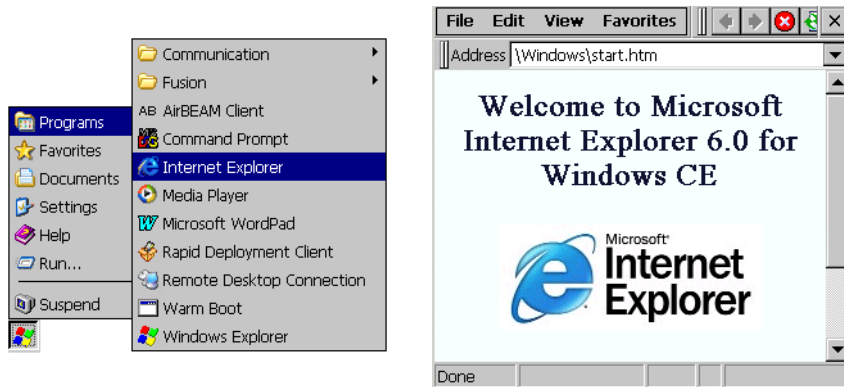 Programs
Favorites
Documents
Settings
Help
Run...
Suspend
Communication
Fusion
AB AirBEAM Client
Command Prompt
Internet Explorer
Media Player
Microsoft WordPad
Rapid Deployment Client
Remote Desktop Connection
Warm Boot
Windows Explorer
File Edit View Favorites
Address \Windows\start.htm
Welcome to Microsoft
Internet Explorer 6.0 for
Windows CE
Microsoft
Internet
Explorer
Done